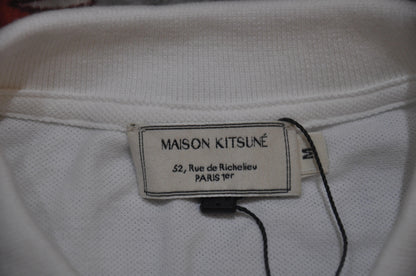 MAISON KITSUNÉ
52, Rue de Richelieu
PARIS 1er
M